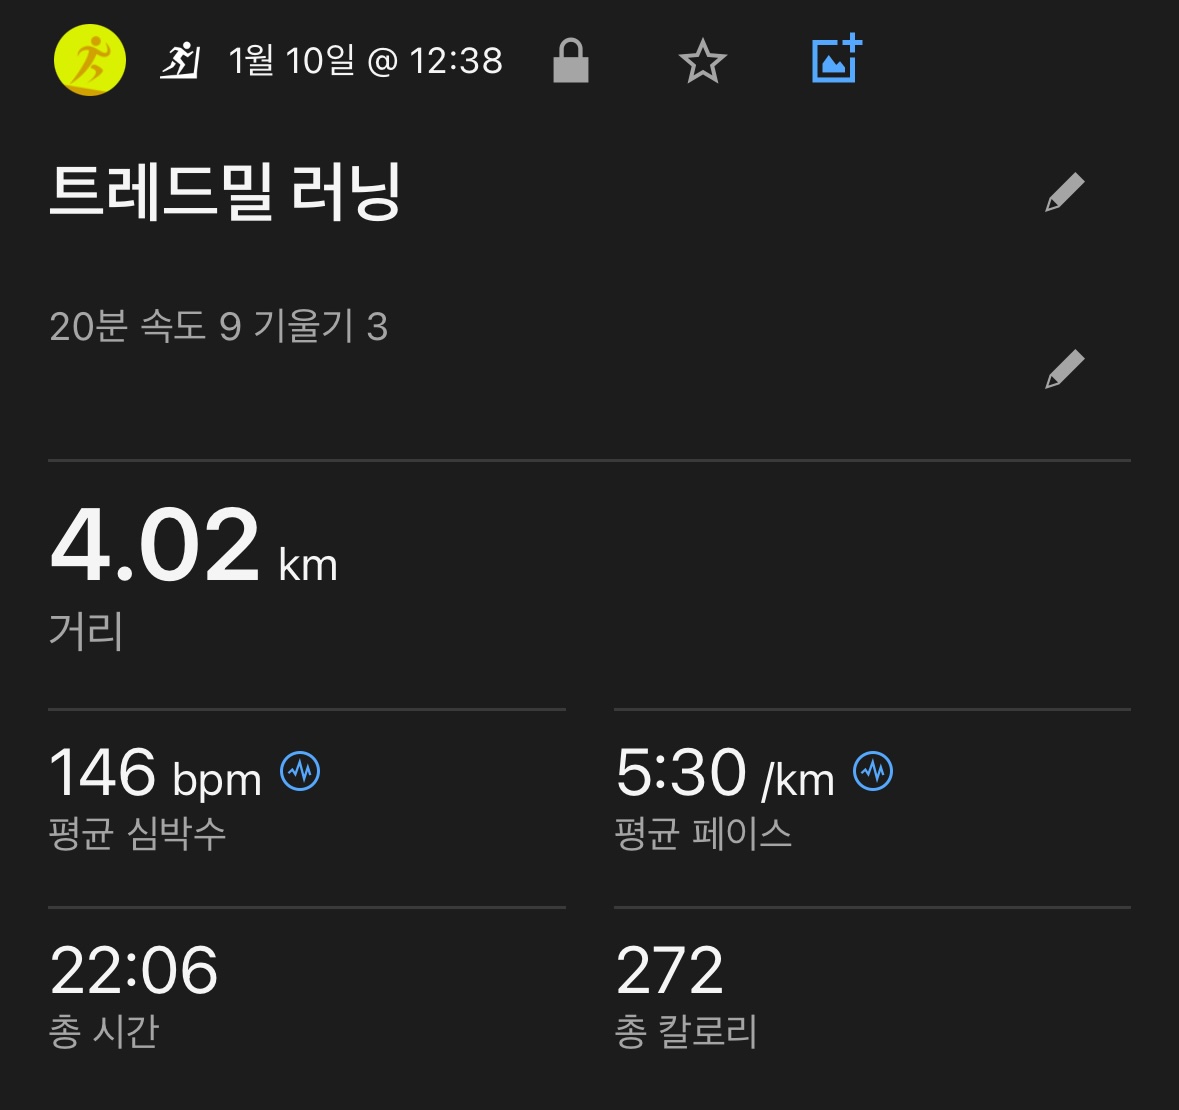 1월 10일 @ 12:38
트레드밀 러닝
20분 속도 9 기울기 3
4.02 km
거리
146 bpm
평균 심박수
5:30 /km
평균 페이스
22:06
총 시간
272
총 칼로리